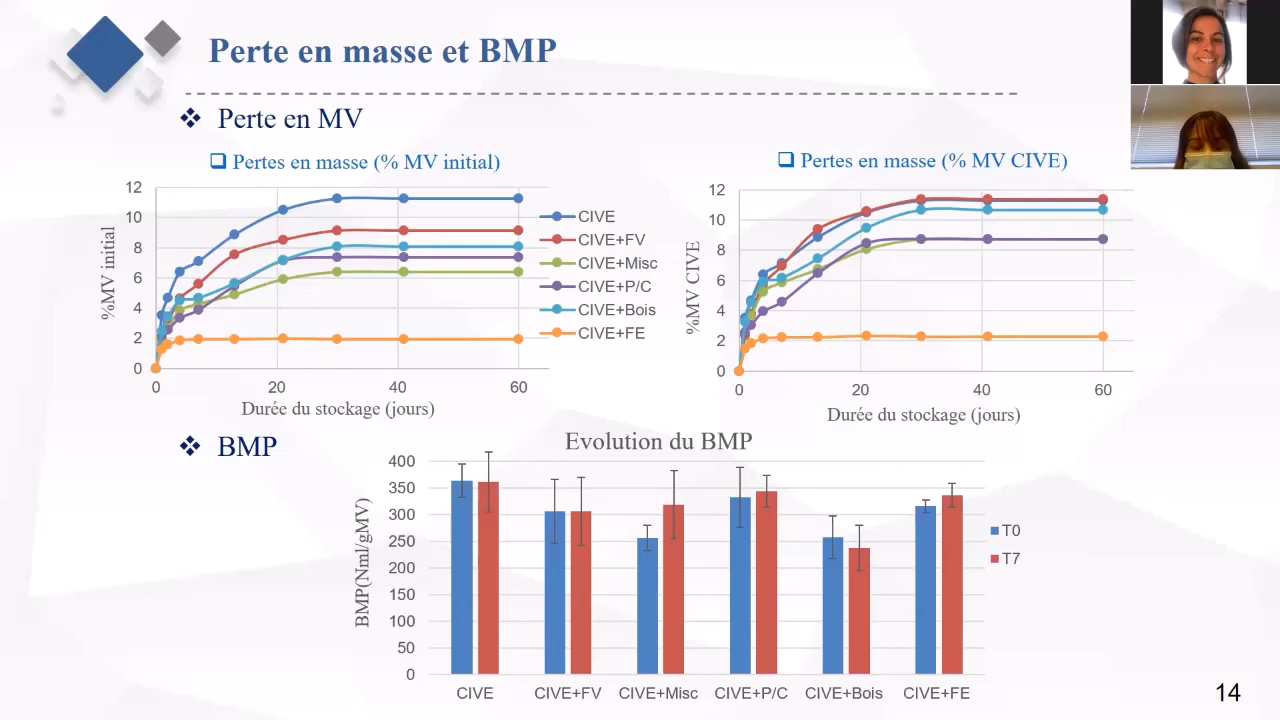 Perte en masse et BMP
Perte en MV
Pertes en masse (% MV initial)
12
10
8
6
4
2
0
%MV initial
0 20 40 60
Durée du stockage (jours)
CIVE
CIVE+FV
CIVE+Misc
CIVE+P/C
CIVE+Bois
CIVE+FE
Pertes en masse (% MV CIVE)
12
10
8
6
4
2
0
%MV CIVE
0 20 40 60
Durée du stockage (jours)
BMP
Evolution du BMP
400
350
300
250
200
150
100
50
0
BMP(Nml/gMV)
CIVE CIVE+FV CIVE+Misc CIVE+P/C CIVE+Bois CIVE+FE
T0
T7
14